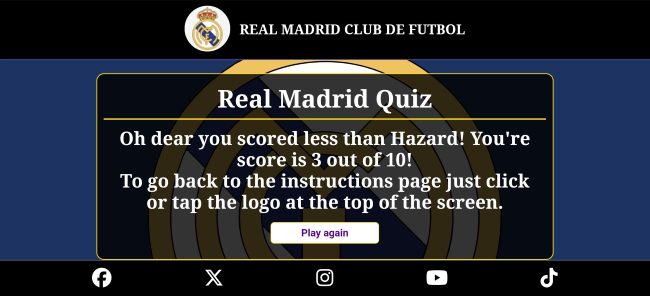 REAL MADRID CLUB DE FUTBOL
Real Madrid Quiz
Oh dear you scored less than Hazard! You're
score is 3 out of 10!
To go back to the instructions page just click
or tap the logo at the top of the screen.
Play again